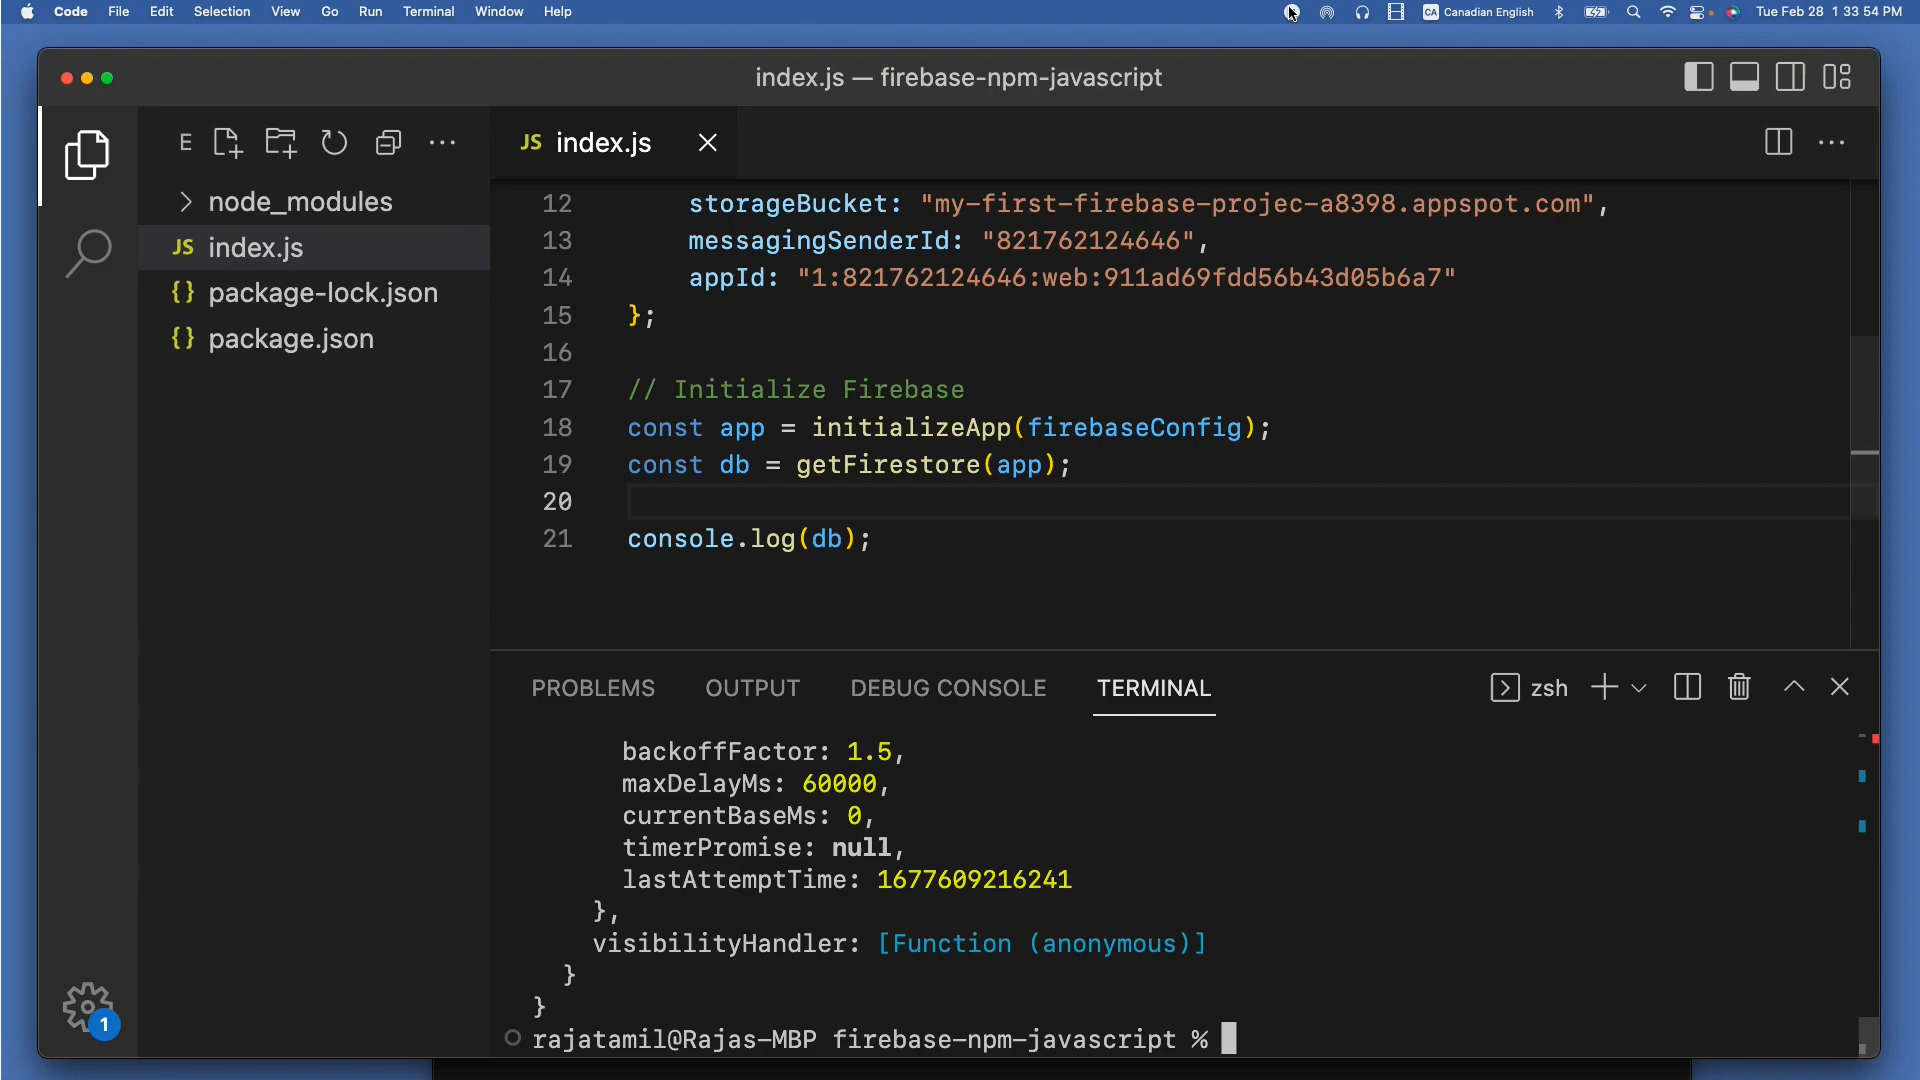 Code File Edit Selection View Go Run Terminal Window Help
CA Canadian English
Tue Feb 28 1 33 54 PM
index.js — firebase-npm-javascript
E
JS index.js
node_modules
JS index.js
{} package-lock.json
{} package.json
12 storageBucket: "my-first-firebase-projec-a8398.appspot.com",
13 messagingSenderId: "821762124646",
14 appId: "1:821762124646:web:911ad69fdd56b43d05b6a7"
15 };
16
17 // Initialize Firebase
18 const app = initializeApp(firebaseConfig);
19 const db = getFirestore(app);
20
21 console.log(db);
PROBLEMS OUTPUT DEBUG CONSOLE TERMINAL
zsh
backoffFactor: 1.5,
maxDelayMs: 60000,
currentBaseMs: 0,
timerPromise: null,
lastAttemptTime: 1677609216241
},
visibilityHandler: [Function (anonymous)]
}
}
rajatamil@Rajas-MBP firebase-npm-javascript %
1